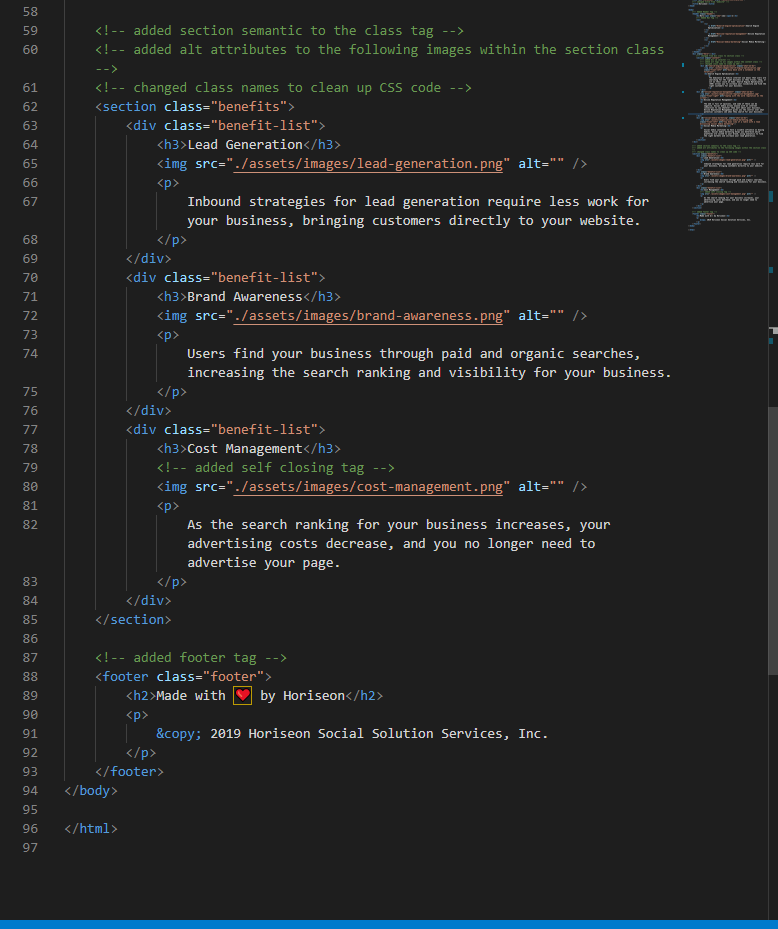 58
59 <!-- added section semantic to the class tag -->
60 <!-- added alt attributes to the following images within the section class
-->
61 <!-- changed class names to clean up CSS code -->
62 <section class="benefits">
63 <div class="benefit-list">
64 <h3>Lead Generation</h3>
65 <img src="./assets/images/lead-generation.png" alt="" />
66 <p>
67 Inbound strategies for lead generation require less work for
your business, bringing customers directly to your website.
68 </p>
69 </div>
70 <div class="benefit-list">
71 <h3>Brand Awareness</h3>
72 <img src="./assets/images/brand-awareness.png" alt="" />
73 <p>
74 Users find your business through paid and organic searches,
increasing the search ranking and visibility for your business.
75 </p>
76 </div>
77 <div class="benefit-list">
78 <h3>Cost Management</h3>
79 <!-- added self closing tag -->
80 <img src="./assets/images/cost-management.png" alt="" />
81 <p>
82 As the search ranking for your business increases, your
advertising costs decrease, and you no longer need to
advertise your page.
83 </p>
84 </div>
85 </section>
86
87 <!-- added footer tag -->
88 <footer class="footer">
89 <h2>Made with ❤️ by Horiseon</h2>
90 <p>
91 &copy; 2019 Horiseon Social Solution Services, Inc.
92 </p>
93 </footer>
94 </body>
95
96 </html>
97